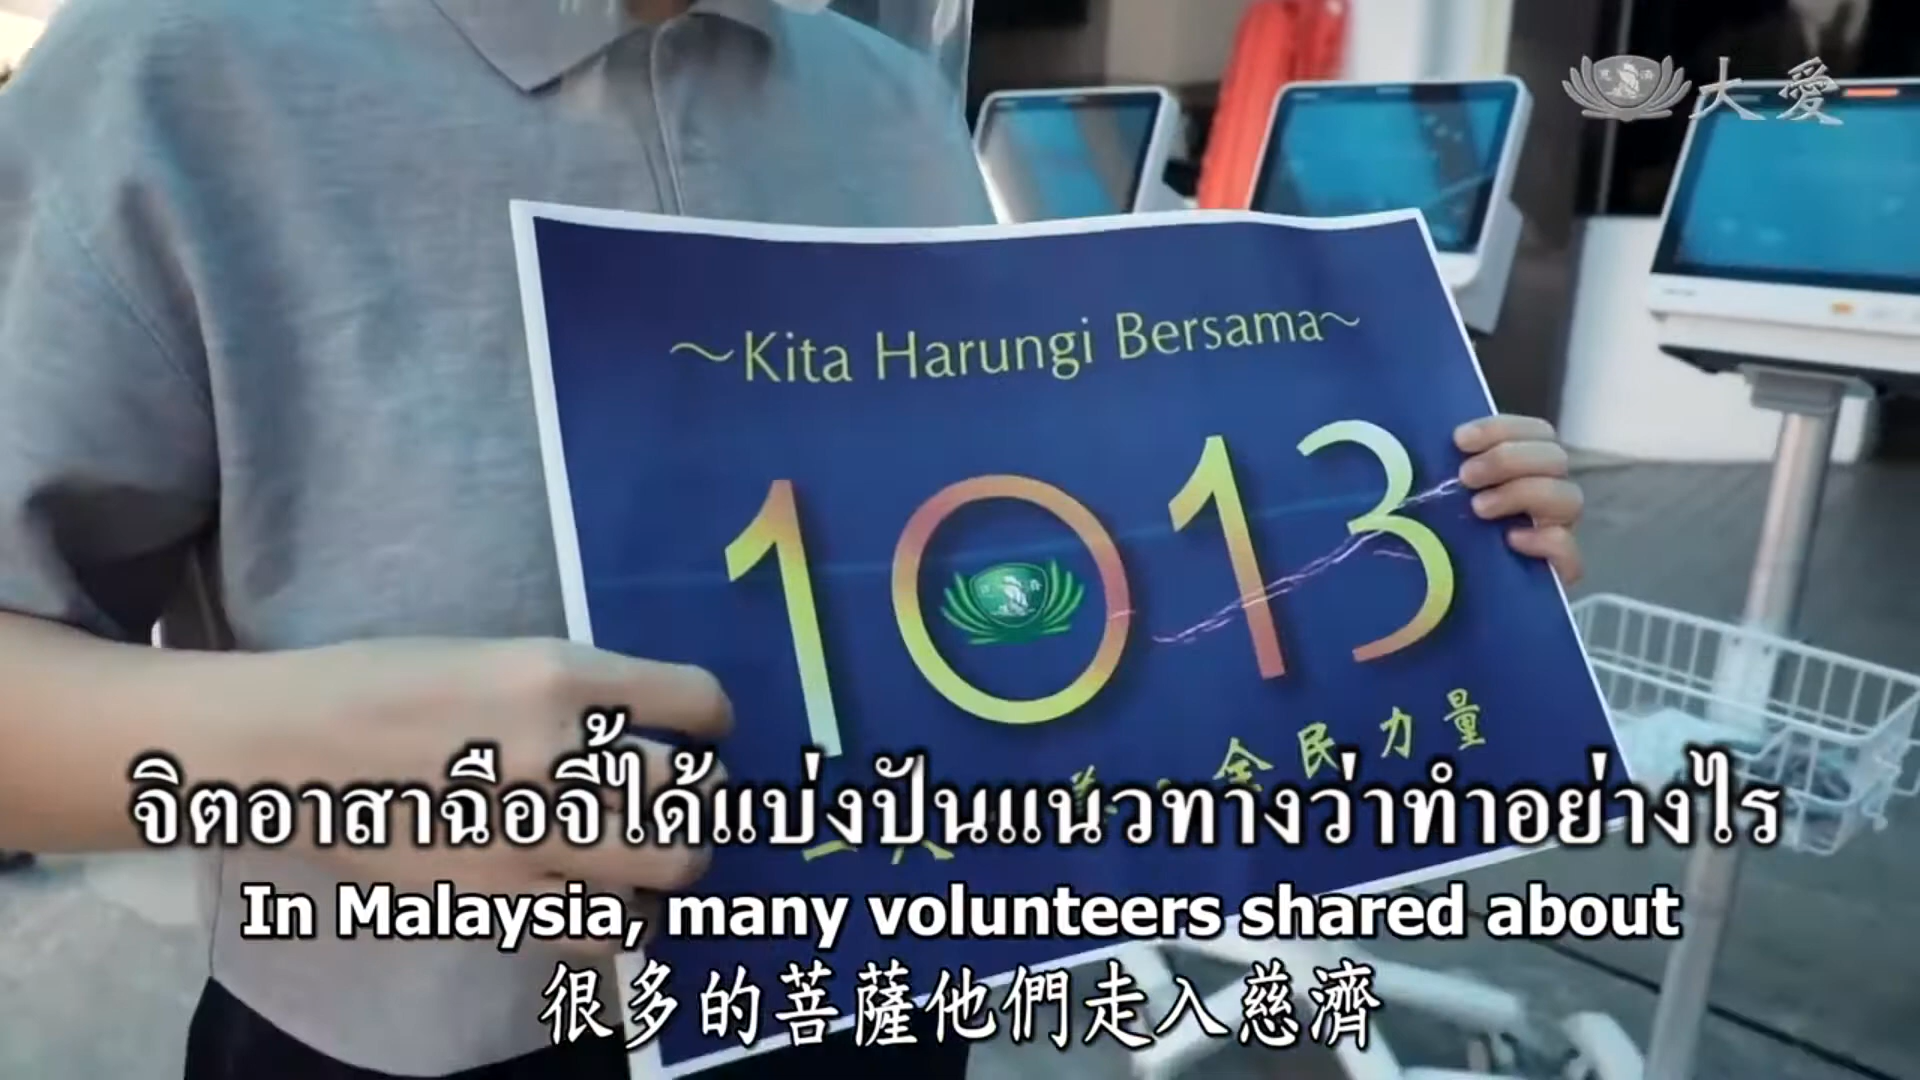 大愛
~Kita Harungi Bersama~
1013
全民力量
จิตอาสาฉือจี้ได้แบ่งปันแนวทางว่าทำอย่างไร
In Malaysia, many volunteers shared about
很多的菩薩他們走入慈濟